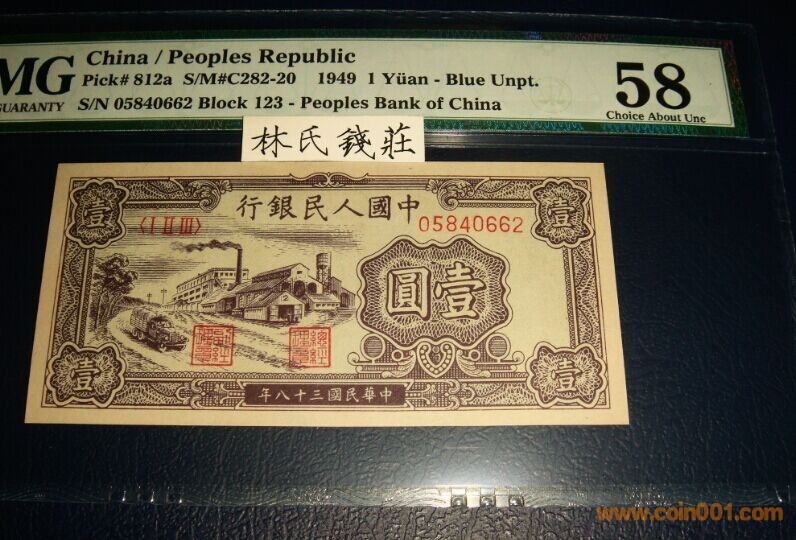 China / Peoples Republic
MG
Pick# 812a S/M#C282-20 1949 1 Yüan - Blue Unpt.
GUARANTY
S/N 05840662 Block 123 - Peoples Bank of China
58
Choice About Unc
林氏錢莊
行銀民人國中
〈I II III〉
05840662
壹
壹
圓壹
壹
壹
年八十三國民華中
www.coin001.com